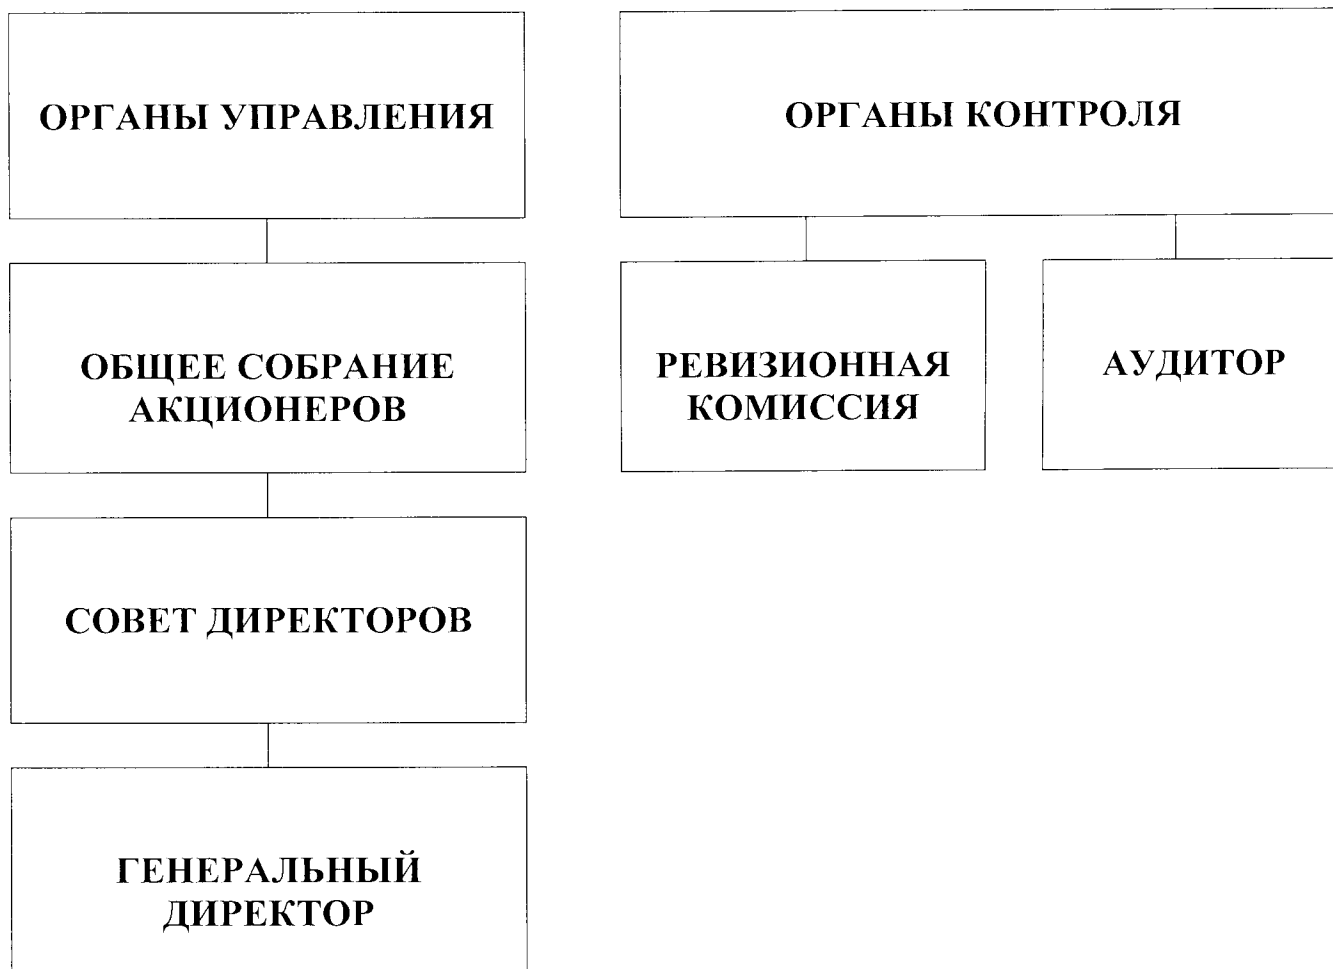 ОРГАНЫ УПРАВЛЕНИЯ
ОРГАНЫ КОНТРОЛЯ
ОБЩЕЕ СОБРАНИЕ
АКЦИОНЕРОВ
РЕВИЗИОННАЯ
КОМИССИЯ
АУДИТОР
СОВЕТ ДИРЕКТОРОВ
ГЕНЕРАЛЬНЫЙ
ДИРЕКТОР